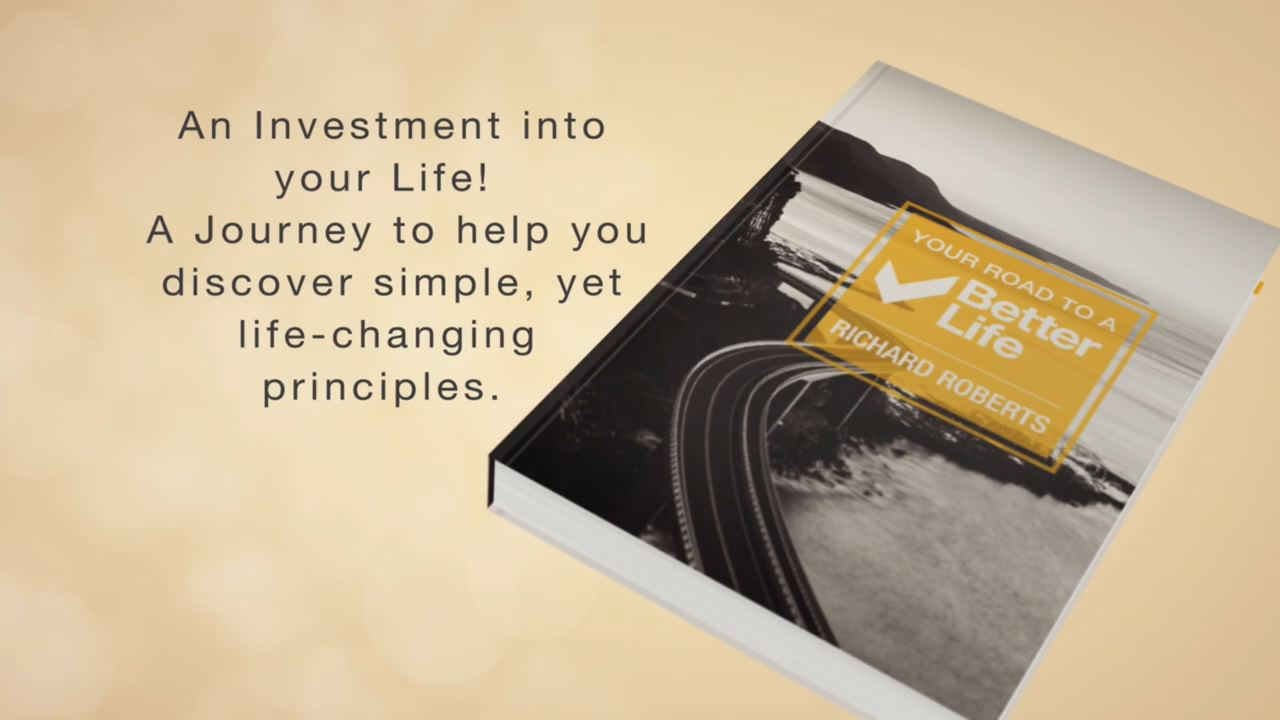 An Investment into
your Life!
A Journey to help you
discover simple, yet
life-changing
principles.
YOUR ROAD TO A
Better
Life
RICHARD ROBERTS